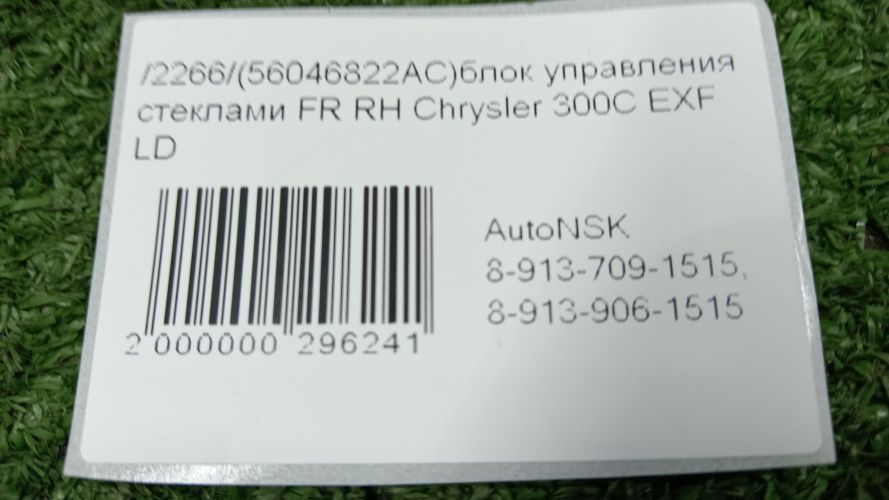 /2266/(56046822AC)блок управления
стеклами FR RH Chrysler 300C EXF
LD
AutoNSK
8-913-709-1515,
8-913-906-1515
2 000000 296241